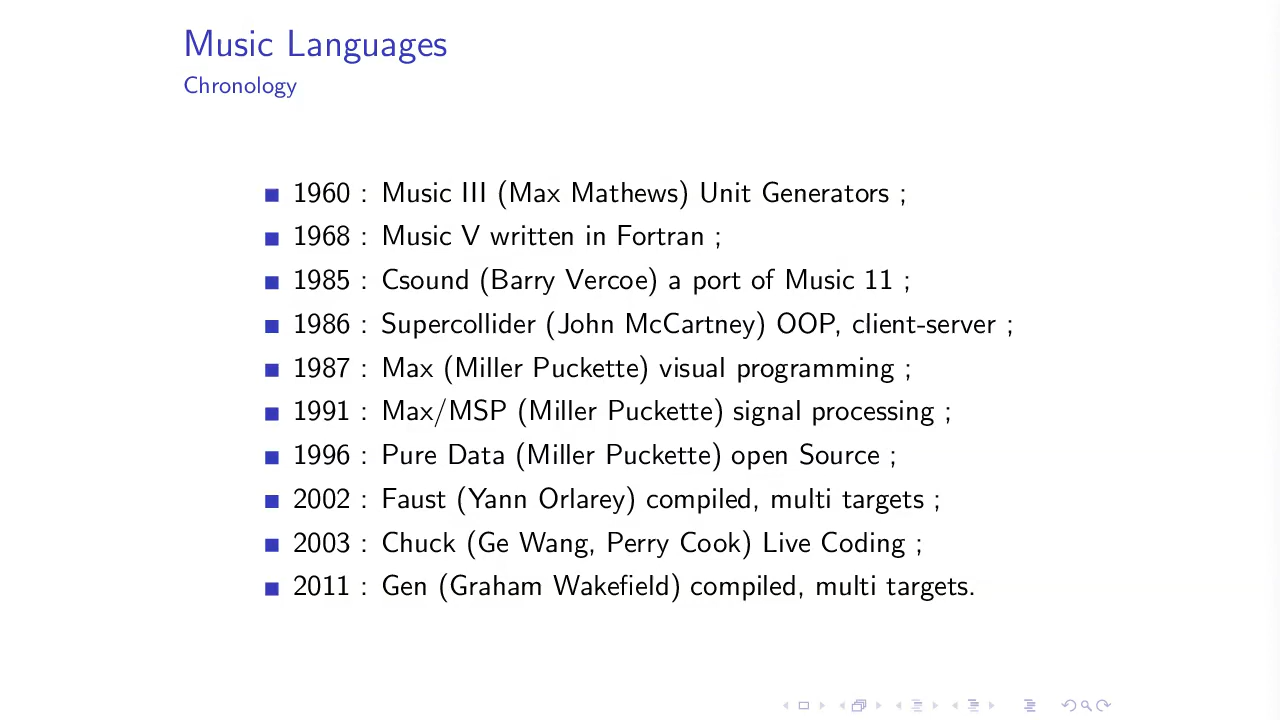 Music Languages
Chronology
1960 : Music III (Max Mathews) Unit Generators ;
1968 : Music V written in Fortran ;
1985 : Csound (Barry Vercoe) a port of Music 11 ;
1986 : Supercollider (John McCartney) OOP, client-server ;
1987 : Max (Miller Puckette) visual programming ;
1991 : Max/MSP (Miller Puckette) signal processing ;
1996 : Pure Data (Miller Puckette) open Source ;
2002 : Faust (Yann Orlarey) compiled, multi targets ;
2003 : Chuck (Ge Wang, Perry Cook) Live Coding ;
2011 : Gen (Graham Wakefield) compiled, multi targets.